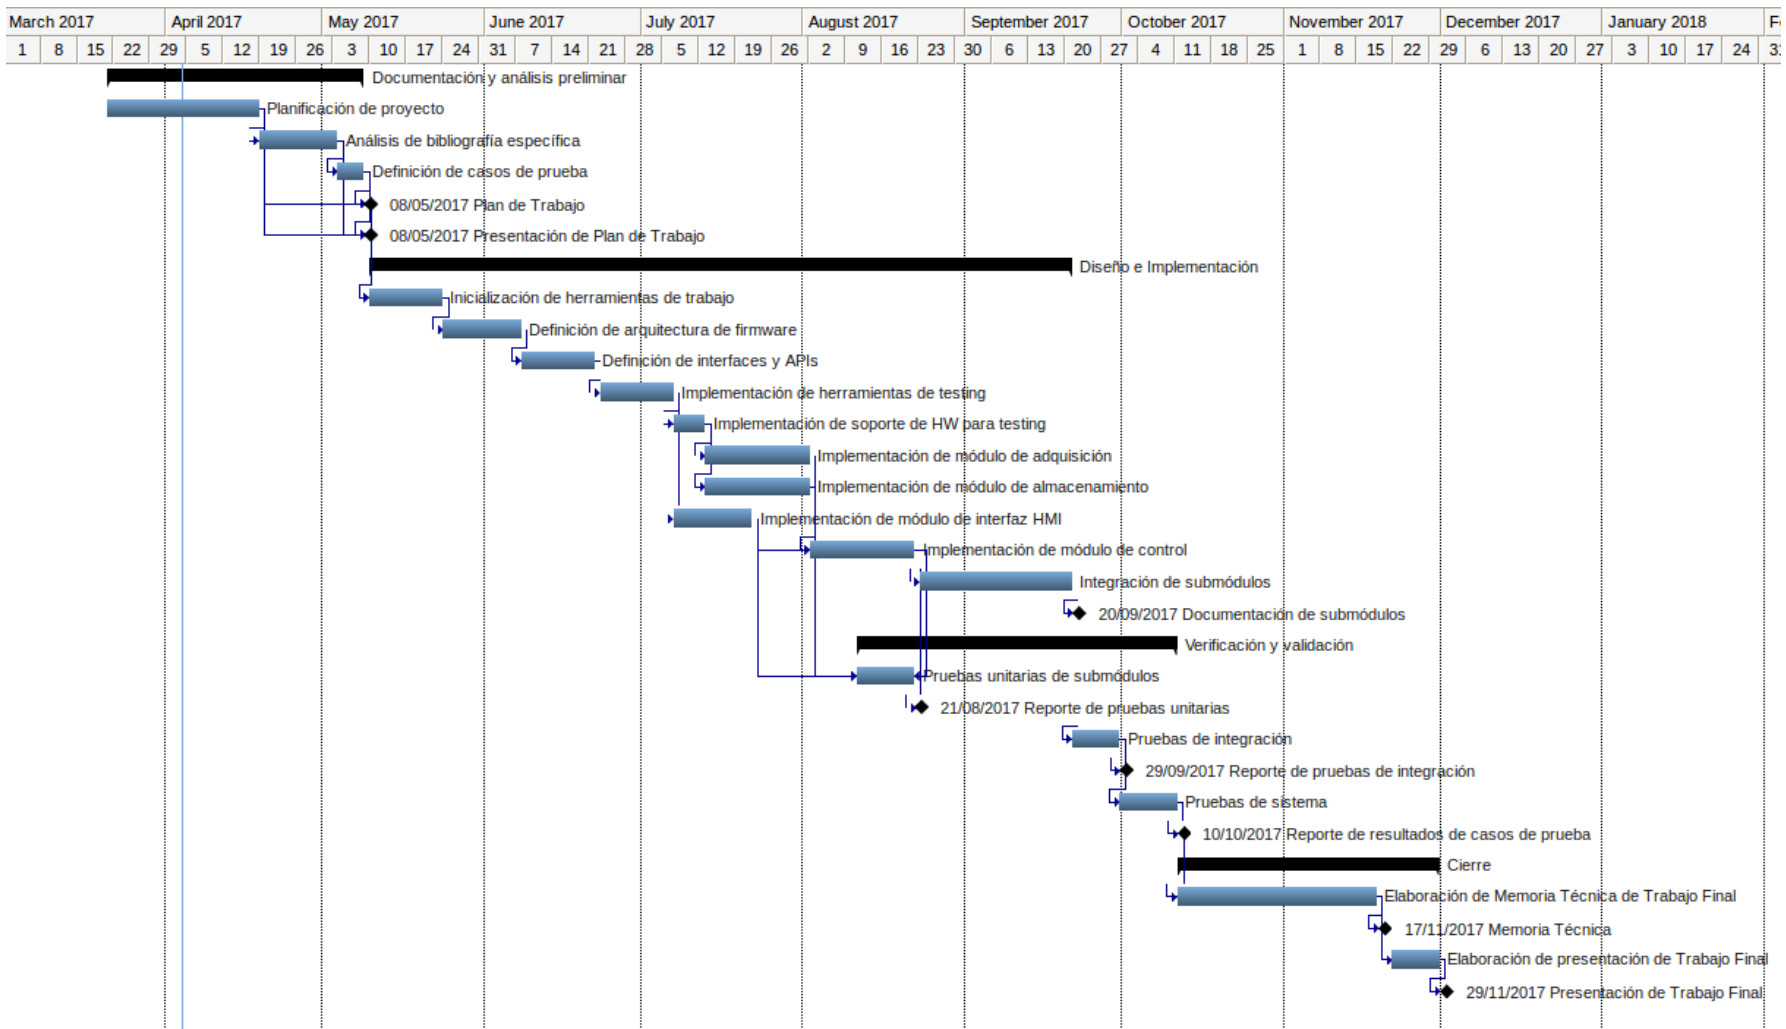 March 2017 April 2017 May 2017 June 2017 July 2017 August 2017 September 2017 October 2017 November 2017 December 2017 January 2018
1 8 15 22 29 5 12 19 26 3 10 17 24 31 7 14 21 28 5 12 19 26 2 9 16 23 30 6 13 20 27 4 11 18 25 1 8 15 22 29 6 13 20 27 3 10 17 24
Documentación y análisis preliminar
Planificación de proyecto
Análisis de bibliografía específica
Definición de casos de prueba
08/05/2017 Plan de Trabajo
08/05/2017 Presentación de Plan de Trabajo
Diseño e Implementación
Inicialización de herramientas de trabajo
Definición de arquitectura de firmware
Definición de interfaces y APIs
Implementación de herramientas de testing
Implementación de soporte de HW para testing
Implementación de módulo de adquisición
Implementación de módulo de almacenamiento
Implementación de módulo de interfaz HMI
Implementación de módulo de control
Integración de submódulos
20/09/2017 Documentación de submódulos
Verificación y validación
Pruebas unitarias de submódulos
21/08/2017 Reporte de pruebas unitarias
Pruebas de integración
29/09/2017 Reporte de pruebas de integración
Pruebas de sistema
10/10/2017 Reporte de resultados de casos de prueba
Cierre
Elaboración de Memoria Técnica de Trabajo Final
17/11/2017 Memoria Técnica
Elaboración de presentación de Trabajo Final
29/11/2017 Presentación de Trabajo Final